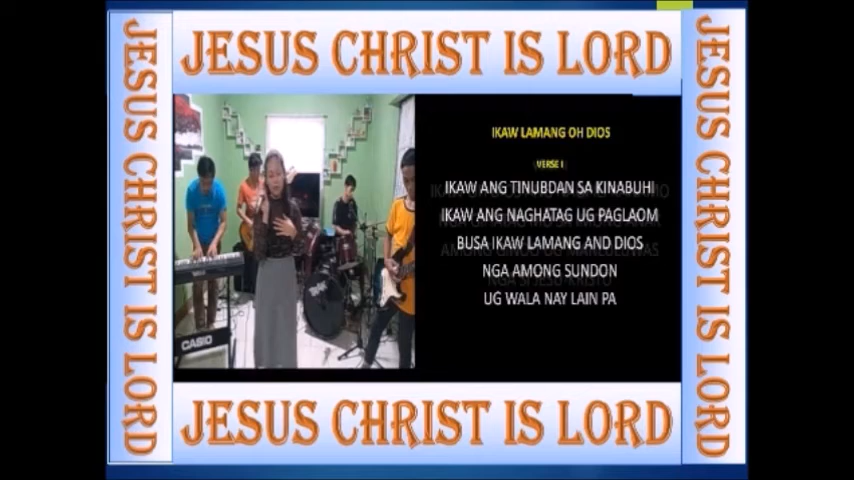 JESUS CHRIST IS LORD
JESUS CHRIST IS LORD
JESUS CHRIST IS LORD
IKAW LAMANG OH DIOS
VERSE I
IKAW ANG TINUBDAN SA KINABUHI
IKAW ANG NAGHATAG UG PAGLAOM
BUSA IKAW LAMANG AND DIOS
NGA AMONG SUNDON
UG WALA NAY LAIN PA
CASIO
JESUS CHRIST IS LORD